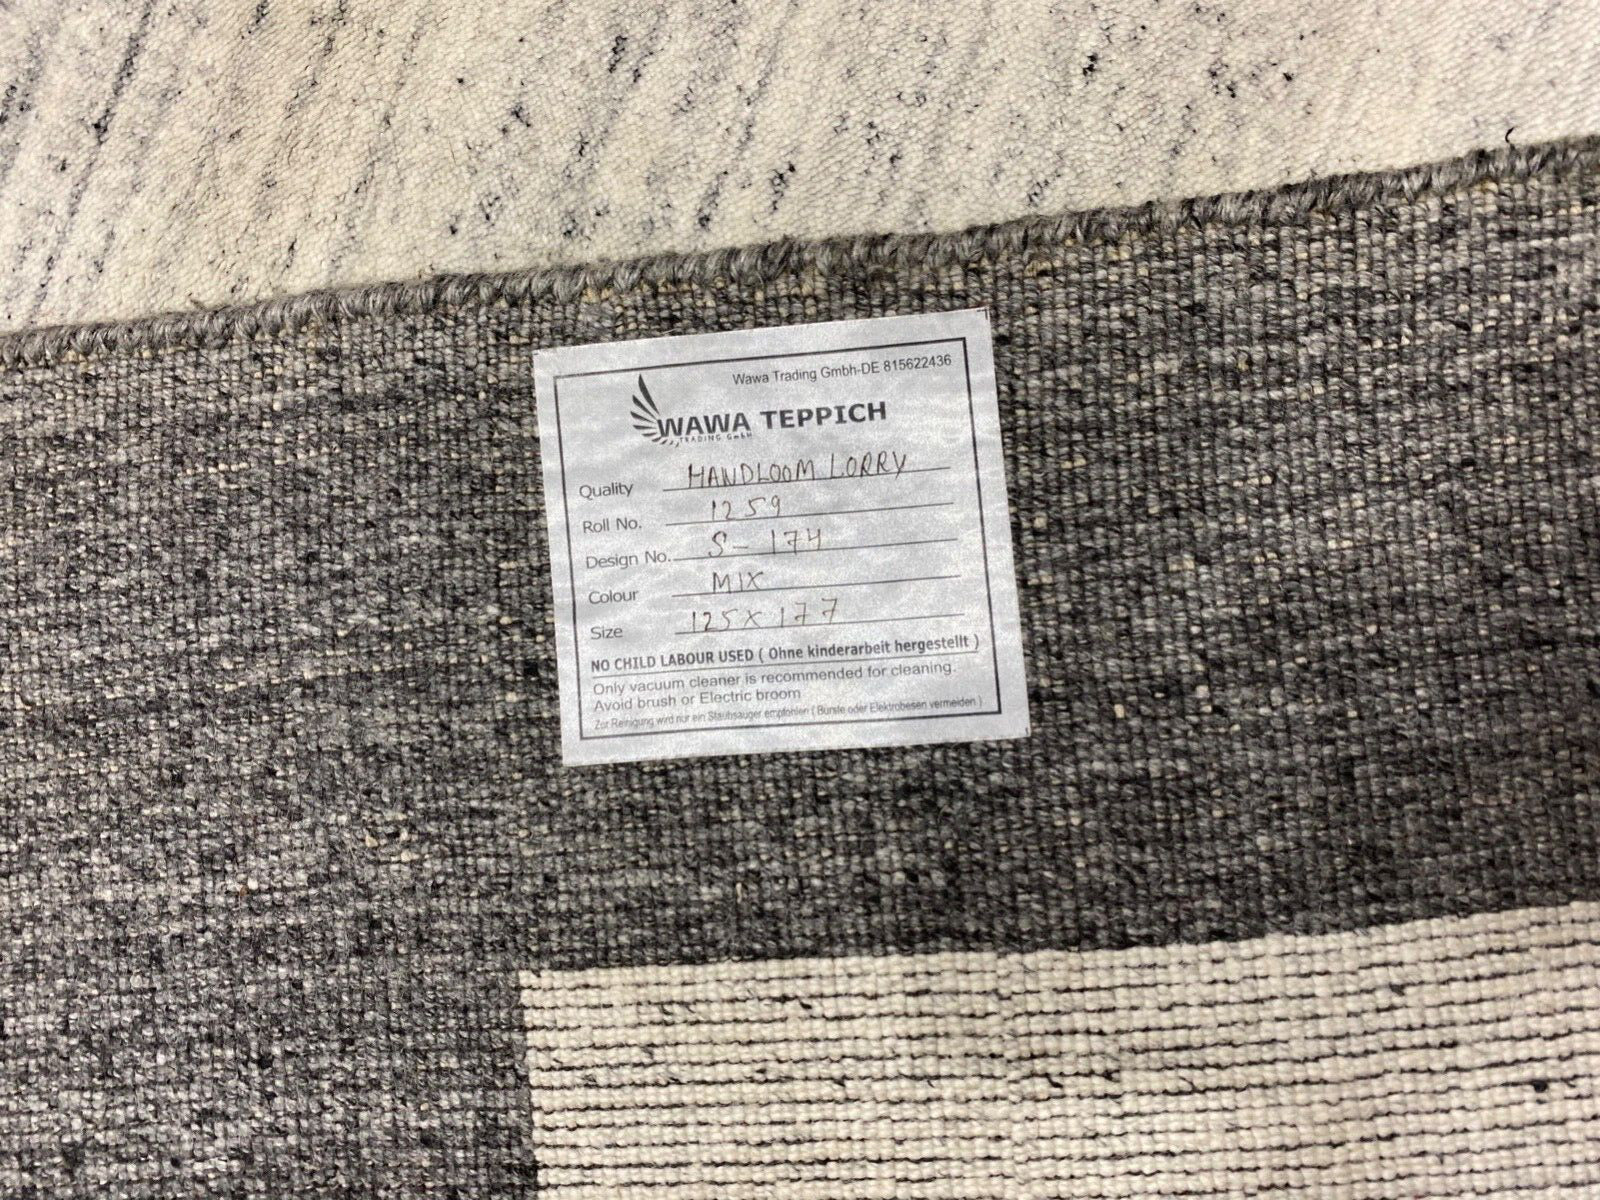 Wawa Trading Gmbh-DE 815622436
WAWA TEPPICH
TRADING GmbH
Quality HANDLOOM LORRY
Roll No. 1259
Design No. S-174
Colour MIX
Size 125X177
NO CHILD LABOUR USED ( Ohne kinderarbeit hergestellt )
Only vacuum cleaner is recommended for cleaning.
Avoid brush or Electric broom
Zur Reinigung wird nur ein Staubsauger empfohlen ( Burste oder Elektrobesen vermeiden )